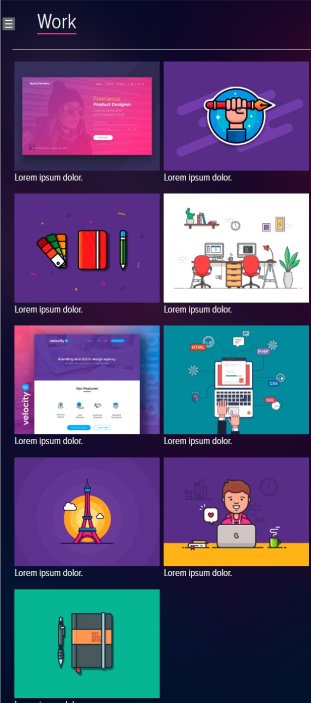 Work
Freelance
Product Designer.
Lorem ipsum dolor.
Lorem ipsum dolor.
Lorem ipsum dolor.
Lorem ipsum dolor.
velocity
Branding and UI/UX design agency
Our Features
velocity
HTML
PHP
CSS
Lorem ipsum dolor.
Lorem ipsum dolor.
G
Lorem ipsum dolor.
Lorem ipsum dolor.